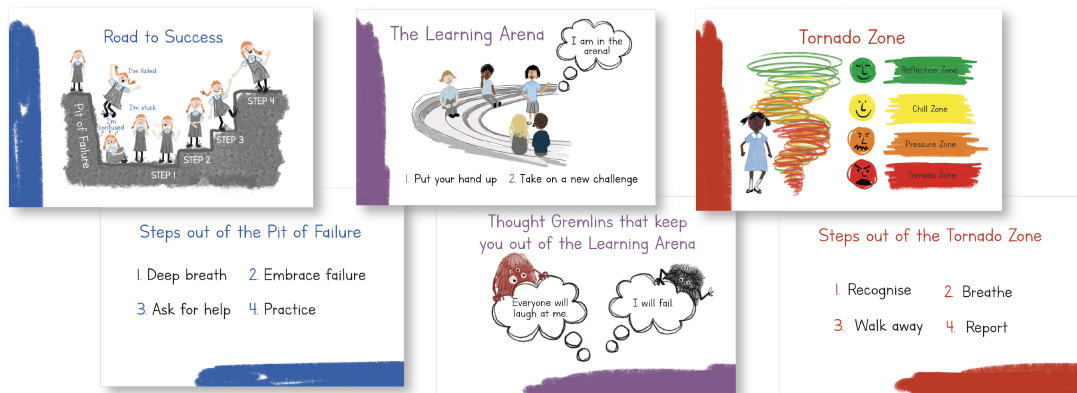 Road to Success
I've failed
I'm stuck
I'm
confused
Pit of Failure
STEP 1
STEP 2
STEP 3
STEP 4
The Learning Arena
I am in the
arena!
1. Put your hand up 2. Take on a new challenge
Tornado Zone
Reflection Zone
Chill Zone
Pressure Zone
Tornado Zone
Steps out of the Pit of Failure
1. Deep breath 2. Embrace failure
3. Ask for help 4. Practice
Thought Gremlins that keep
you out of the Learning Arena
Everyone will
laugh at me.
I will fail.
Steps out of the Tornado Zone
1. Recognise 2. Breathe
3. Walk away 4. Report